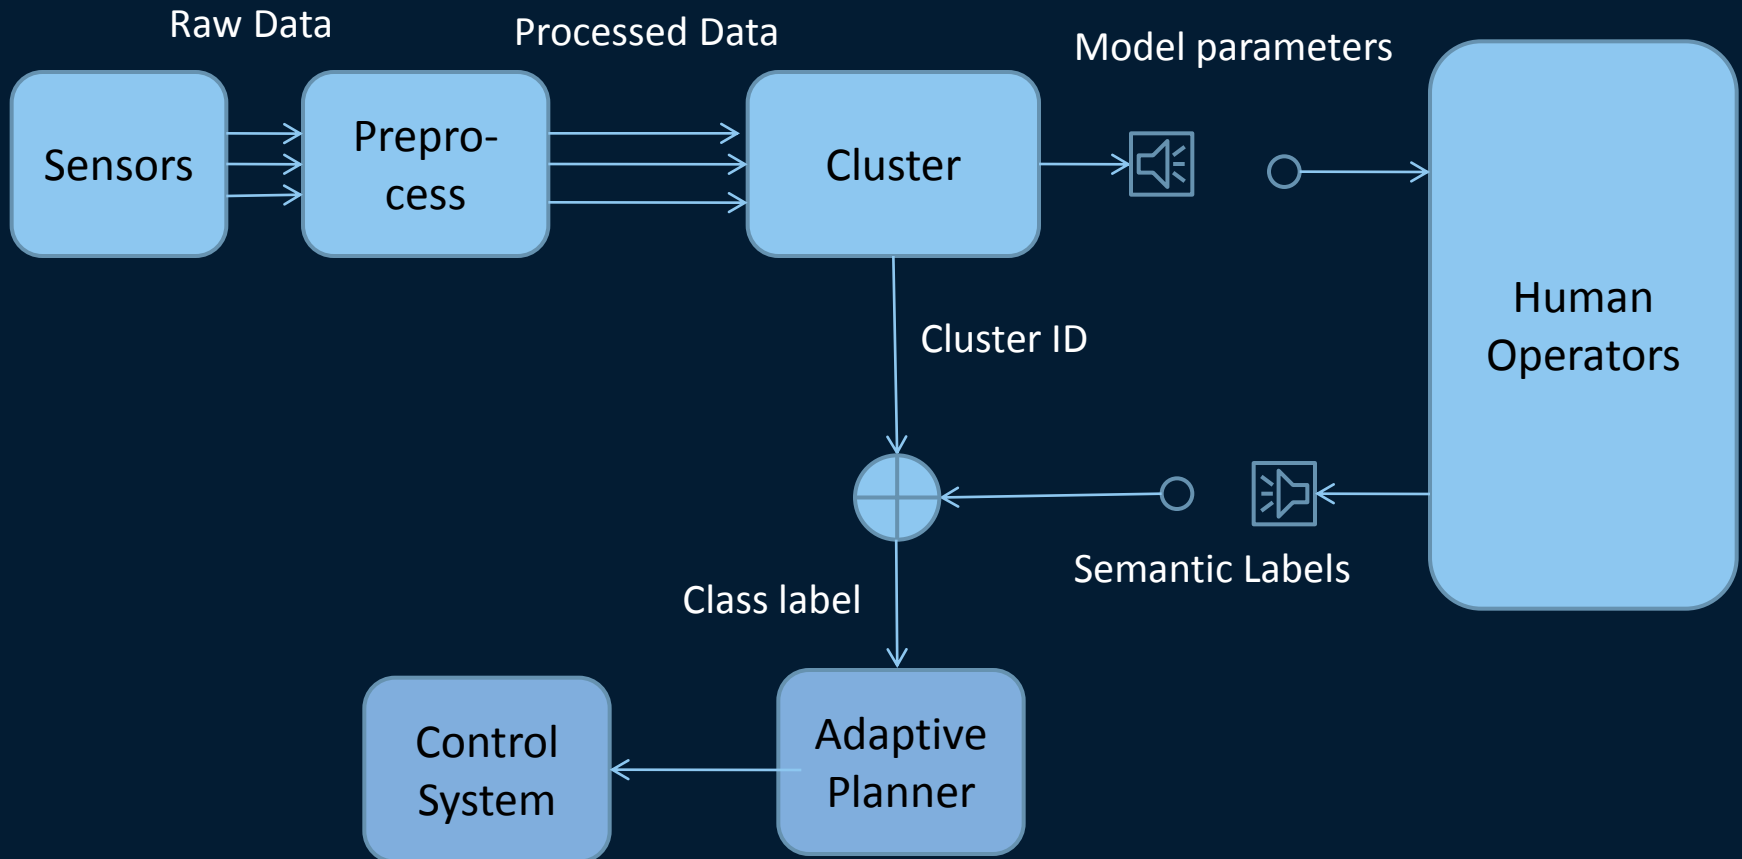 Raw Data
Processed Data
Model parameters
Sensors
Prepro-
cess
Cluster
Human
Operators
Cluster ID
Semantic Labels
Class label
Control
System
Adaptive
Planner